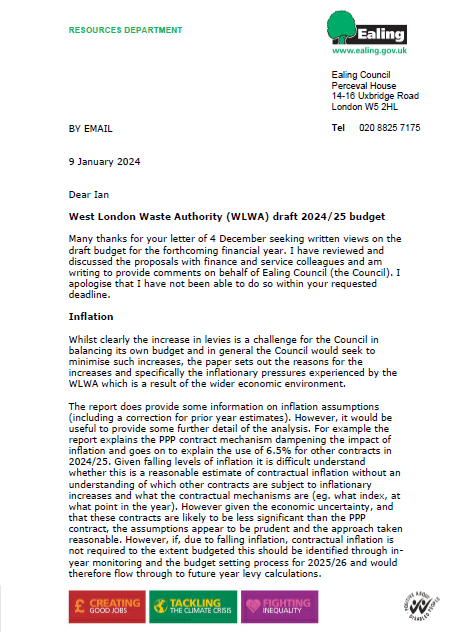 RESOURCES DEPARTMENT
Ealing
www.ealing.gov.uk
Ealing Council
Perceval House
14-16 Uxbridge Road
London W5 2HL
BY EMAIL
Tel 020 8825 7175
9 January 2024
Dear Ian
West London Waste Authority (WLWA) draft 2024/25 budget
Many thanks for your letter of 4 December seeking written views on the
draft budget for the forthcoming financial year. I have reviewed and
discussed the proposals with finance and service colleagues and am
writing to provide comments on behalf of Ealing Council (the Council). I
apologise that I have not been able to do so within your requested
deadline.
Inflation
Whilst clearly the increase in levies is a challenge for the Council in
balancing its own budget and in general the Council would seek to
minimise such increases, the paper sets out the reasons for the
increases and specifically the inflationary pressures experienced by the
WLWA which is a result of the wider economic environment.
The report does provide some information on inflation assumptions
(including a correction for prior year estimates). However, it would be
useful to provide some further detail of the analysis. For example the
report explains the PPP contract mechanism dampening the impact of
inflation and goes on to explain the use of 6.5% for other contracts in
2024/25. Given falling levels of inflation it is difficult understand
whether this is a reasonable estimate of contractual inflation without an
understanding of which other contracts are subject to inflationary
increases and what the contractual mechanisms are (eg. what index, at
what point in the year). However given the economic uncertainty, and
that these contracts are likely to be less significant than the PPP
contract, the assumptions appear to be prudent and the approach taken
reasonable. However, if, due to falling inflation, contractual inflation is
not required to the extent budgeted this should be identified through in-
year monitoring and the budget setting process for 2025/26 and would
therefore flow through to future year levy calculations.
£ CREATING
GOOD JOBS
TACKLING
THE CLIMATE CRISIS
FIGHTING
INEQUALITY
POSITIVE ABOUT
DISABLED PEOPLE